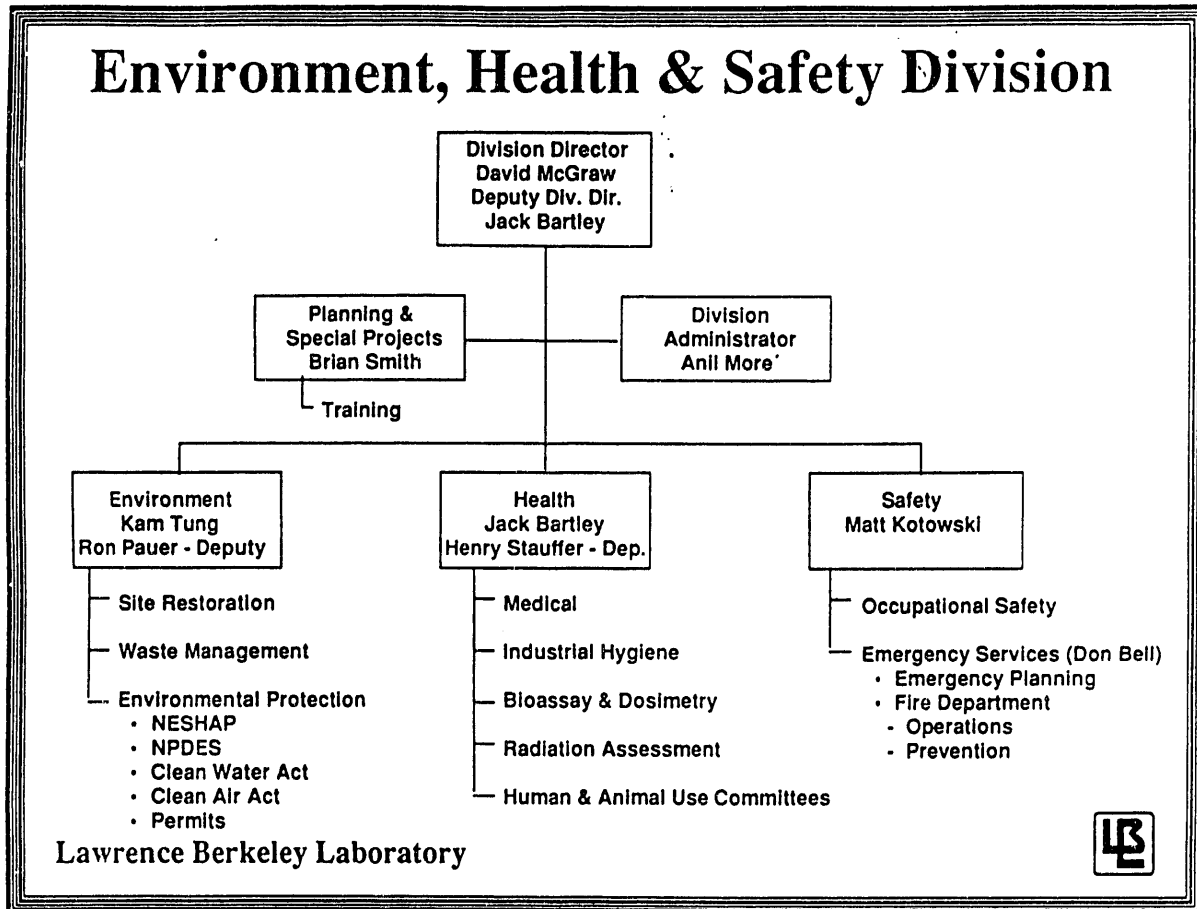 Environment, Health & Safety Division
Division Director
David McGraw
Deputy Div. Dir.
Jack Bartley
Planning &
Special Projects
Brian Smith
Training
Division
Administrator
Anil More´
Environment
Kam Tung
Ron Pauer - Deputy
Site Restoration
Waste Management
Environmental Protection
• NESHAP
• NPDES
• Clean Water Act
• Clean Air Act
• Permits
Health
Jack Bartley
Henry Stauffer - Dep.
Medical
Industrial Hygiene
Bioassay & Dosimetry
Radiation Assessment
Human & Animal Use Committees
Safety
Matt Kotowski
Occupational Safety
Emergency Services (Don Bell)
• Emergency Planning
• Fire Department
- Operations
- Prevention
Lawrence Berkeley Laboratory
LBL